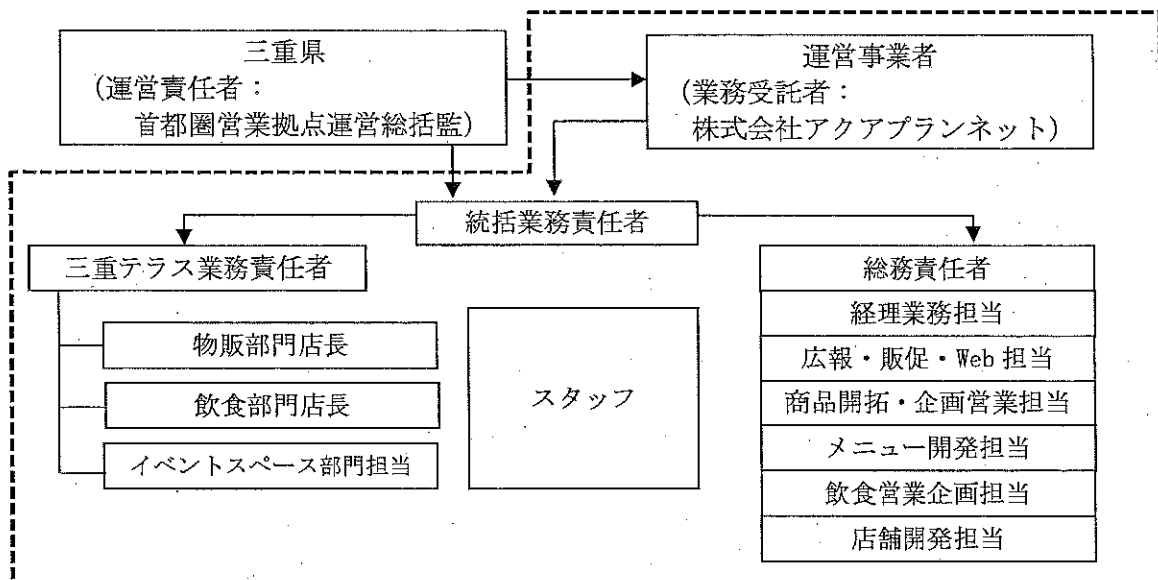 三重県
(運営責任者：
首都圏営業拠点運営総括監)
運営事業者
(業務受託者：
株式会社アクアプランネット)
統括業務責任者
三重テラス業務責任者
物販部門店長
飲食部門店長
イベントスペース部門担当
スタッフ
総務責任者
経理業務担当
広報・販促・Web 担当
商品開拓・企画営業担当
メニュー開発担当
飲食営業企画担当
店舗開発担当